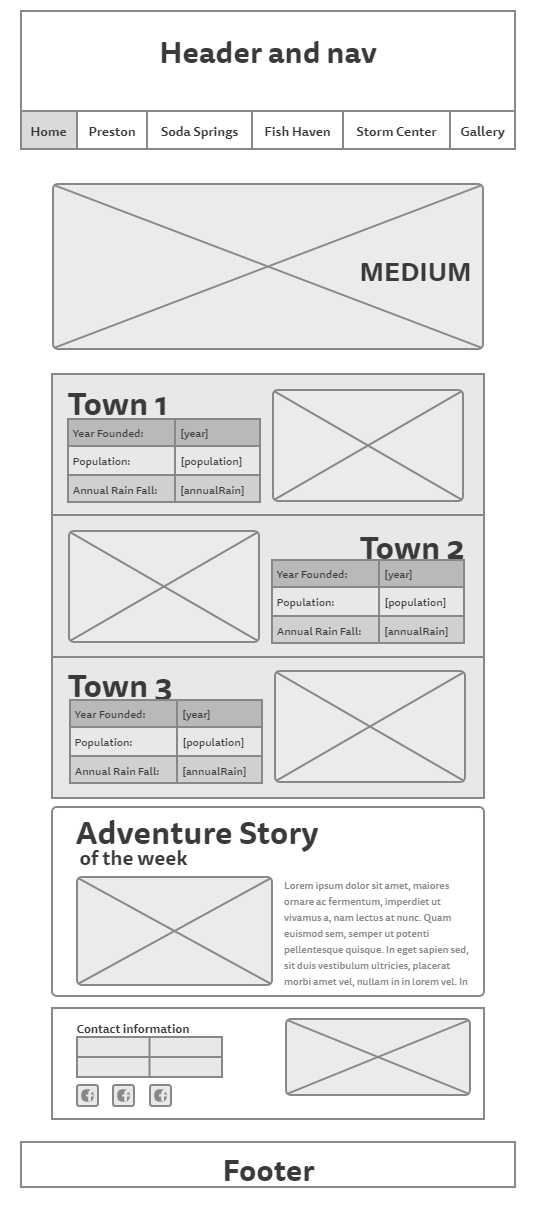 Header and nav
Home Preston Soda Springs Fish Haven Storm Center Gallery
MEDIUM
Town 1
Year Founded: [year]
Population: [population]
Annual Rain Fall: [annualRain]
Town 2
Year Founded: [year]
Population: [population]
Annual Rain Fall: [annualRain]
Town 3
Year Founded: [year]
Population: [population]
Annual Rain Fall: [annualRain]
Adventure Story
of the week
Lorem ipsum dolor sit amet, maiores
ornare ac fermentum, imperdiet ut
vivamus a, nam lectus at nunc. Quam
euismod sem, semper ut potenti
pellentesque quisque. In eget sapien sed,
sit duis vestibulum ultricies, placerat
morbi amet vel, nullam in in lorem vel. In
Contact information
Footer